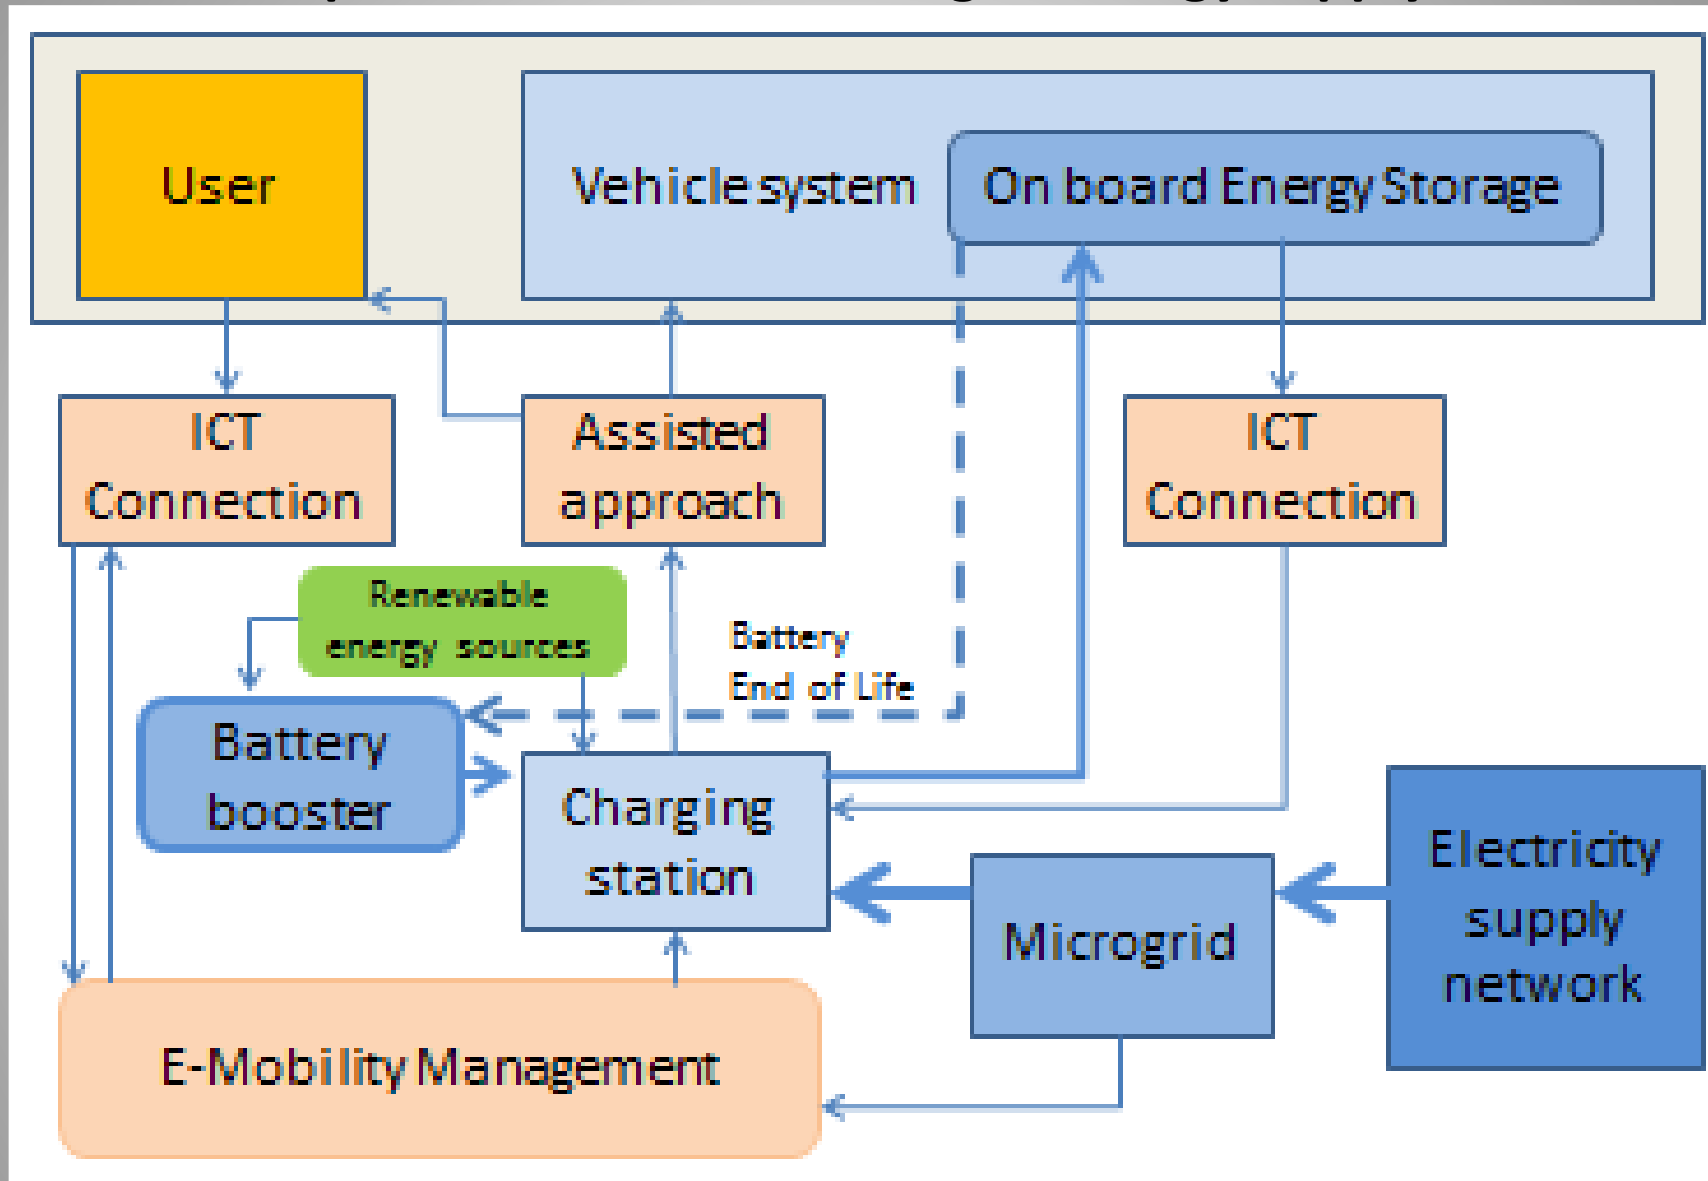 User
Vehicle system
On board Energy Storage
ICT
Connection
Assisted
approach
ICT
Connection
Renewable
energy sources
Battery
End of Life
Battery
booster
Charging
station
Electricity
supply
network
Microgrid
E-Mobility Management